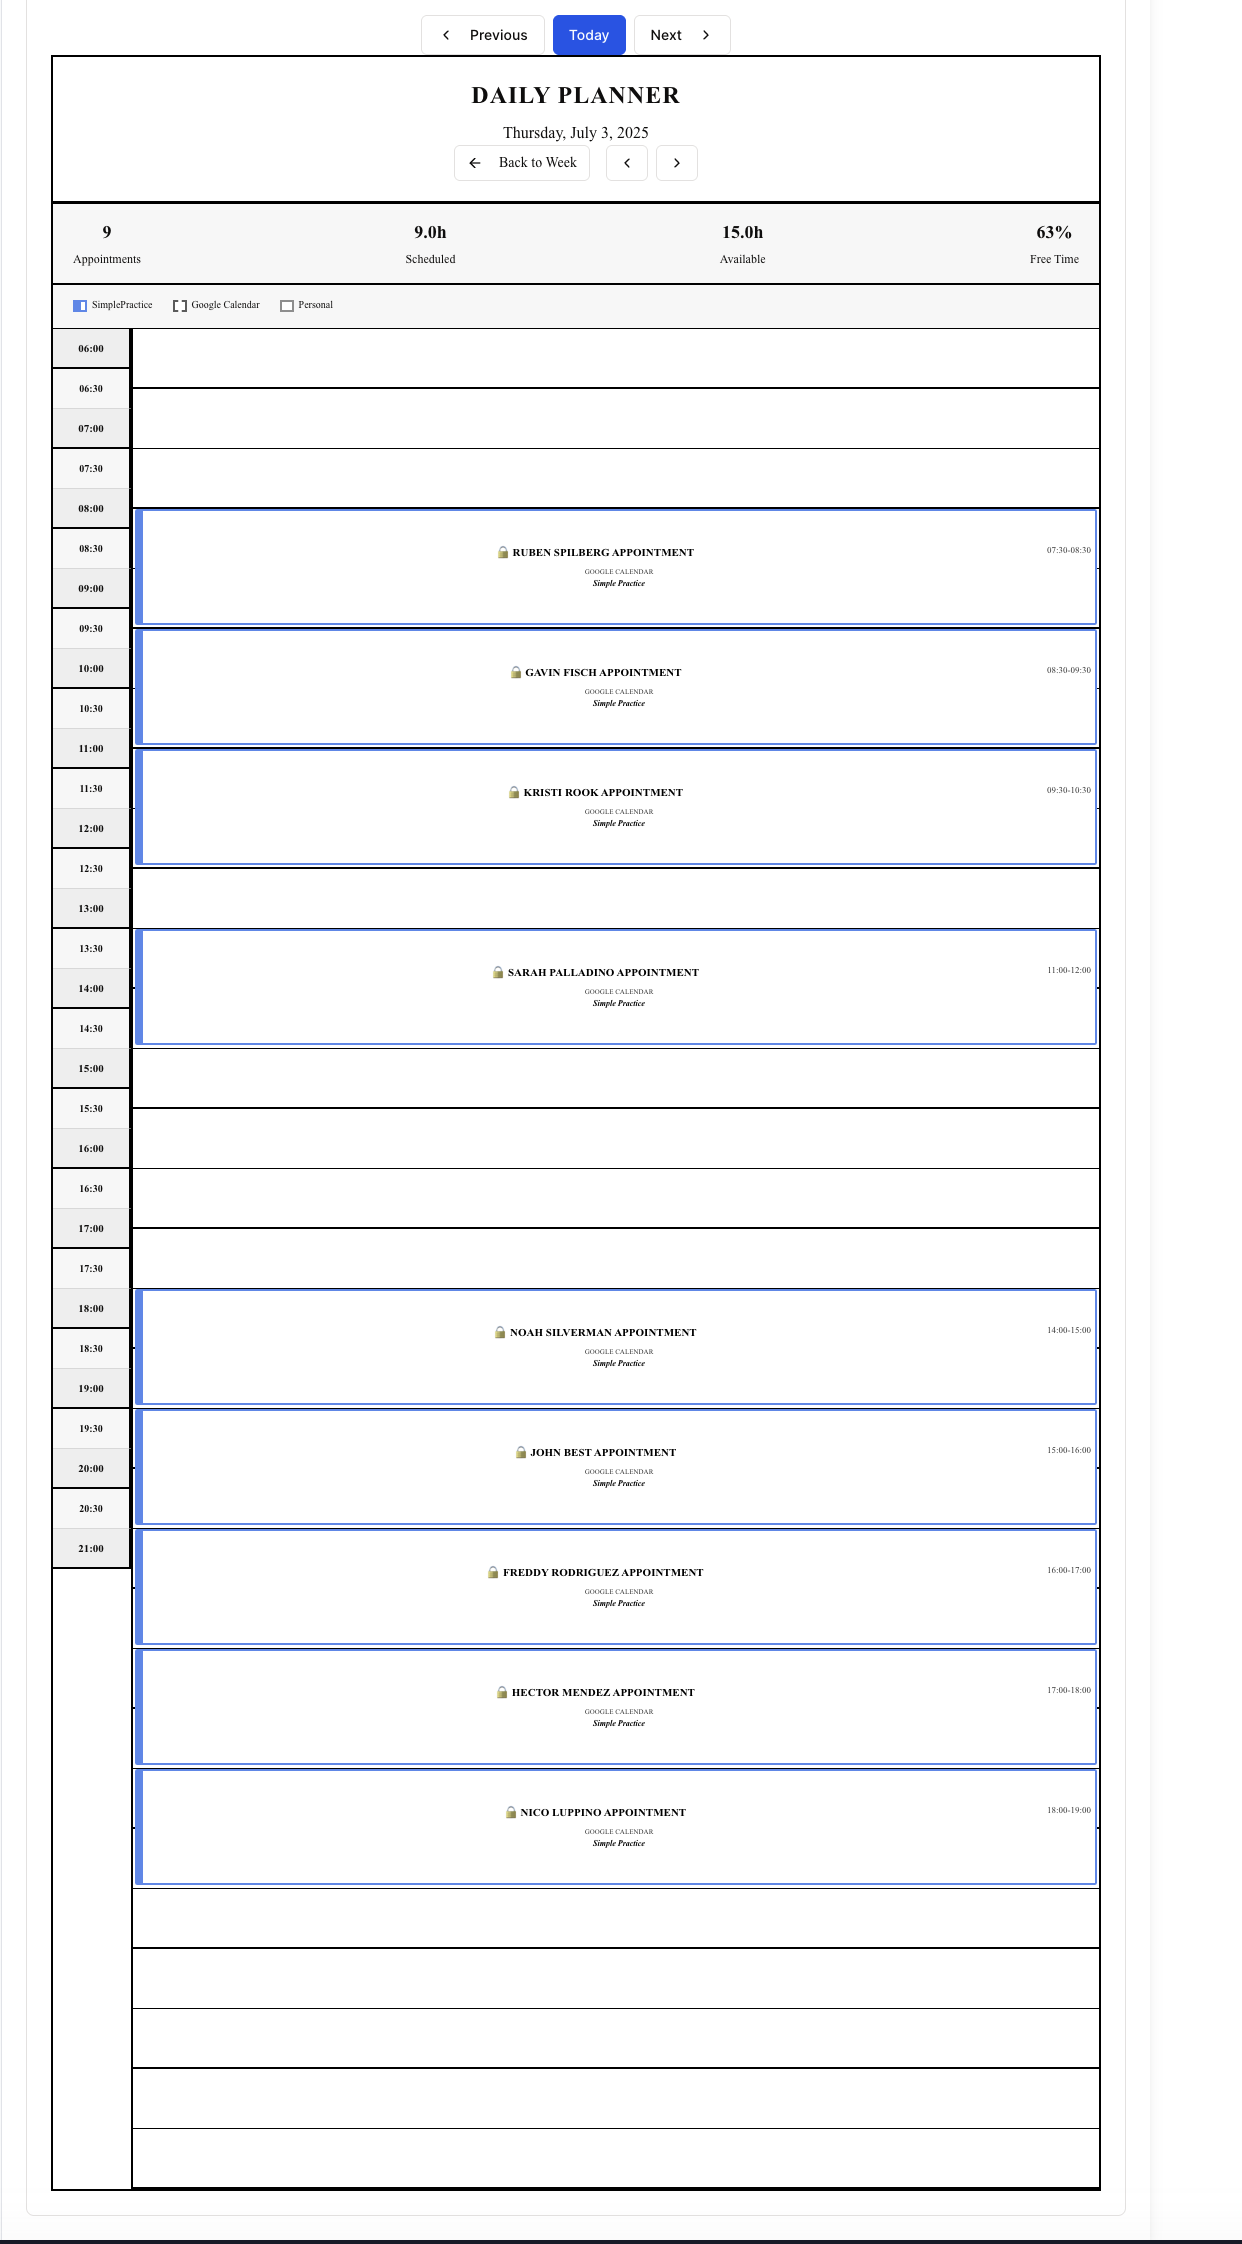 Previous Today Next
DAILY PLANNER
Thursday, July 3, 2025
Back to Week
9 9.0h 15.0h 63%
Appointments Scheduled Available Free Time
SimplePractice Google Calendar Personal
06:00
06:30
07:00
07:30
08:00
08:30
RUBEN SPILBERG APPOINTMENT 07:30-08:30
GOOGLE CALENDAR
Simple Practice
09:00
09:30
10:00
GAVIN FISCH APPOINTMENT 08:30-09:30
GOOGLE CALENDAR
Simple Practice
10:30
11:00
11:30
KRISTI ROOK APPOINTMENT 09:30-10:30
GOOGLE CALENDAR
Simple Practice
12:00
12:30
13:00
13:30
SARAH PALLADINO APPOINTMENT 11:00-12:00
GOOGLE CALENDAR
Simple Practice
14:00
14:30
15:00
15:30
16:00
16:30
17:00
17:30
18:00
NOAH SILVERMAN APPOINTMENT 14:00-15:00
18:30
GOOGLE CALENDAR
Simple Practice
19:00
19:30
JOHN BEST APPOINTMENT 15:00-16:00
20:00
GOOGLE CALENDAR
Simple Practice
20:30
21:00
FREDDY RODRIGUEZ APPOINTMENT 16:00-17:00
GOOGLE CALENDAR
Simple Practice
HECTOR MENDEZ APPOINTMENT 17:00-18:00
GOOGLE CALENDAR
Simple Practice
NICO LUPPINO APPOINTMENT 18:00-19:00
GOOGLE CALENDAR
Simple Practice